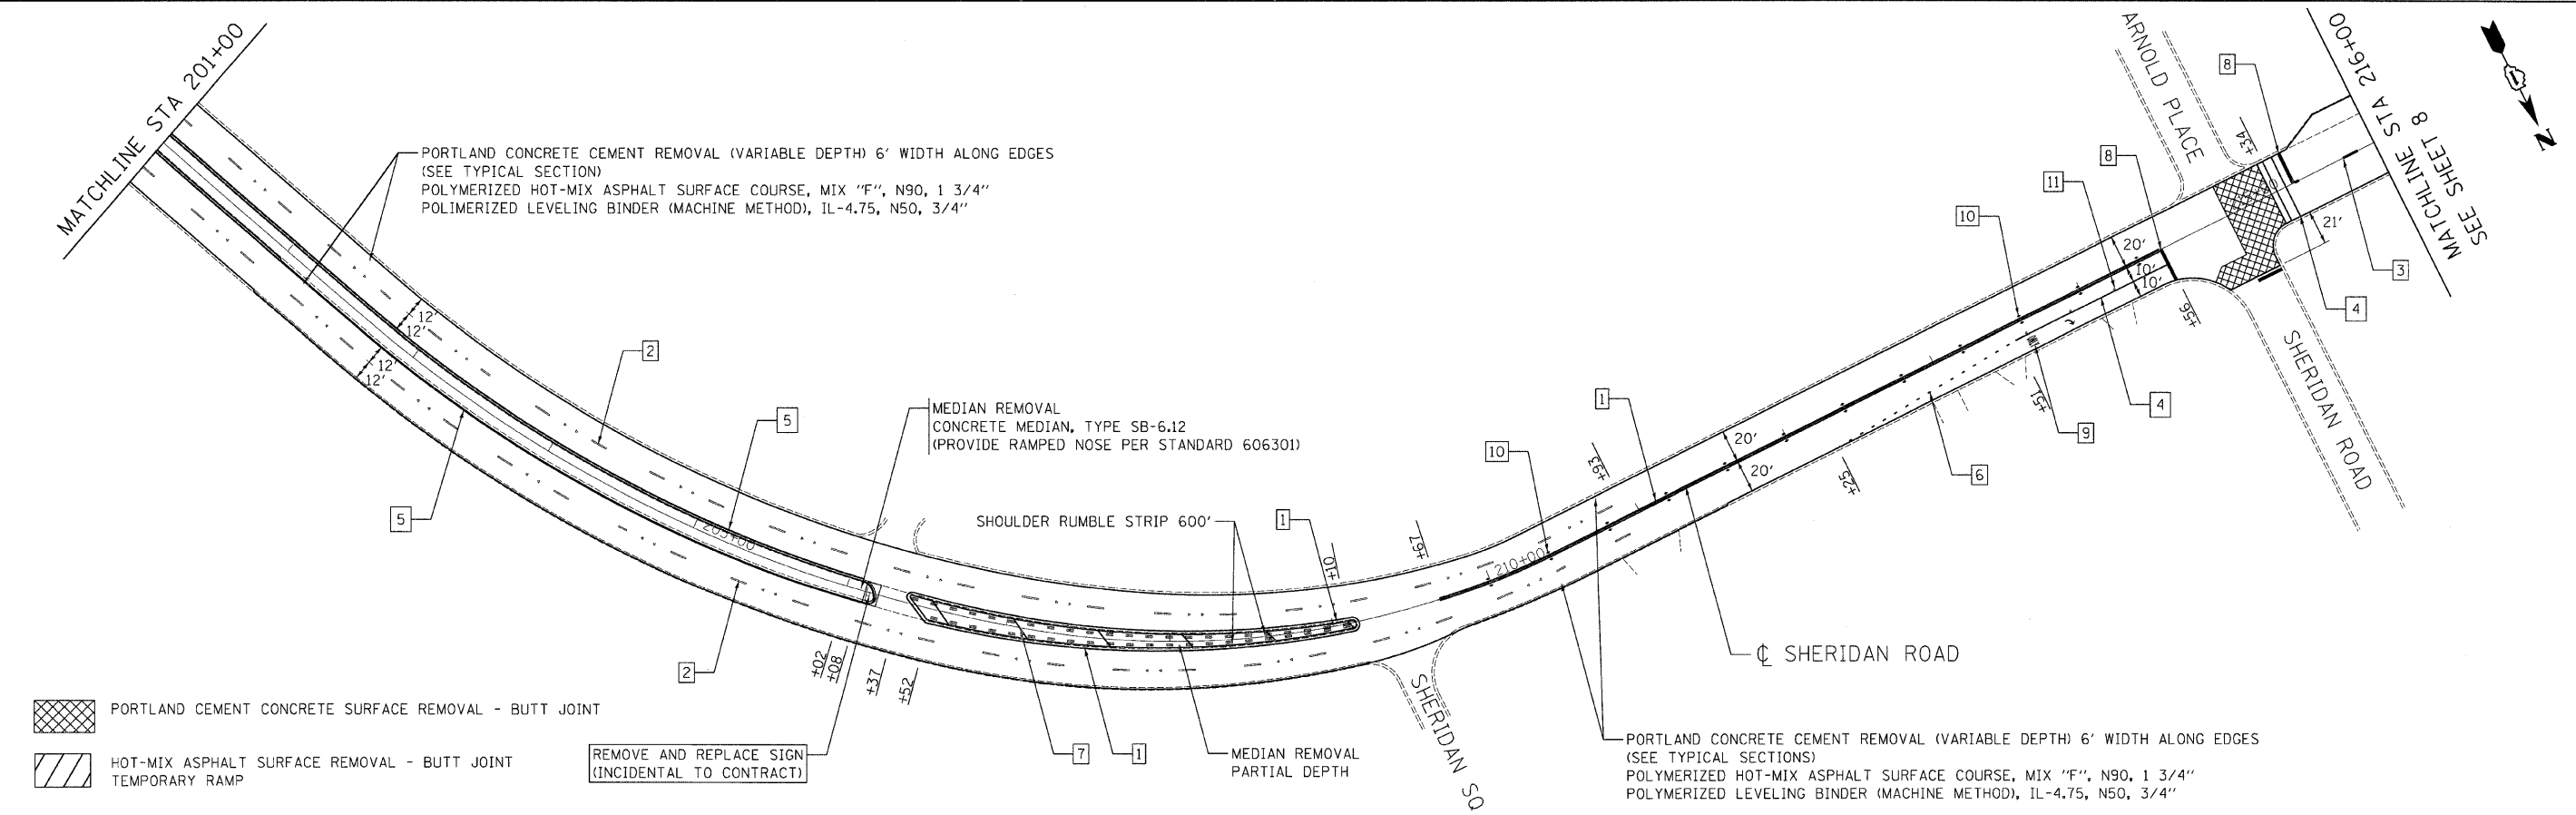 MATCHLINE STA 201+00
PORTLAND CONCRETE CEMENT REMOVAL (VARIABLE DEPTH) 6' WIDTH ALONG EDGES
(SEE TYPICAL SECTION)
POLYMERIZED HOT-MIX ASPHALT SURFACE COURSE, MIX "F", N90, 1 3/4"
POLIMERIZED LEVELING BINDER (MACHINE METHOD), IL-4.75, N50, 3/4"
12'
12'
12'
12'
2
5
5
2
MEDIAN REMOVAL
CONCRETE MEDIAN, TYPE SB-6.12
(PROVIDE RAMPED NOSE PER STANDARD 606301)
205+00
SHOULDER RUMBLE STRIP 600'
1
+10
+67
+93
10
1
210+00
+02
+08
+37
+52
7
1
MEDIAN REMOVAL
PARTIAL DEPTH
REMOVE AND REPLACE SIGN
(INCIDENTAL TO CONTRACT)
PORTLAND CEMENT CONCRETE SURFACE REMOVAL - BUTT JOINT
HOT-MIX ASPHALT SURFACE REMOVAL - BUTT JOINT
TEMPORARY RAMP
SHERIDAN SQ
℄ SHERIDAN ROAD
PORTLAND CONCRETE CEMENT REMOVAL (VARIABLE DEPTH) 6' WIDTH ALONG EDGES
(SEE TYPICAL SECTIONS)
POLYMERIZED HOT-MIX ASPHALT SURFACE COURSE, MIX "F", N90, 1 3/4"
POLYMERIZED LEVELING BINDER (MACHINE METHOD), IL-4.75, N50, 3/4"
20'
20'
+25
6
+51
9
4
10
11
8
20'
10'
10'
+56
ARNOLD PLACE
+34
8
21'
4
3
SHERIDAN ROAD
MATCHLINE STA 216+00
SEE SHEET 8
N